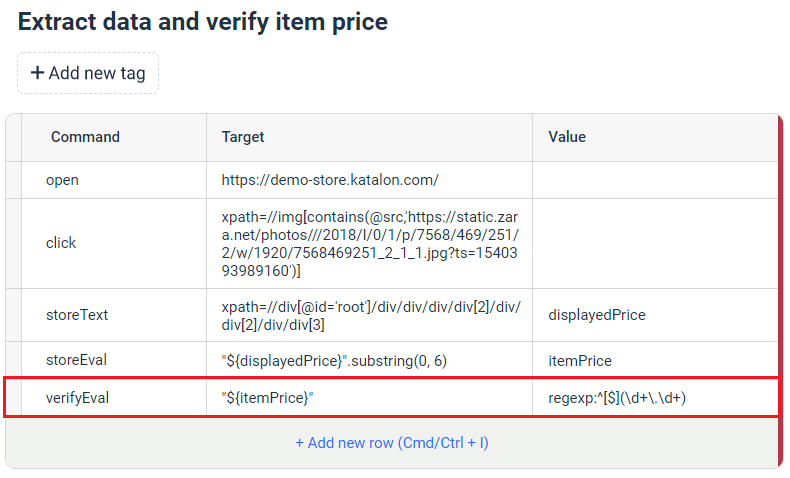 Extract data and verify item price
+ Add new tag
Command Target Value
open https://demo-store.katalon.com/
click xpath=//img[contains(@src,'https://static.zar
a.net/photos///2018/I/0/1/p/7568/469/251/
2/w/1920/7568469251_2_1_1.jpg?ts=15403
93989160')]
storeText xpath=//div[@id='root']/div/div/div/div[2]/div/
div[2]/div/div[3] displayedPrice
storeEval "${displayedPrice}".substring(0, 6) itemPrice
verifyEval "${itemPrice}" regexp:^[$](\d+\.\d+)
+ Add new row (Cmd/Ctrl + I)